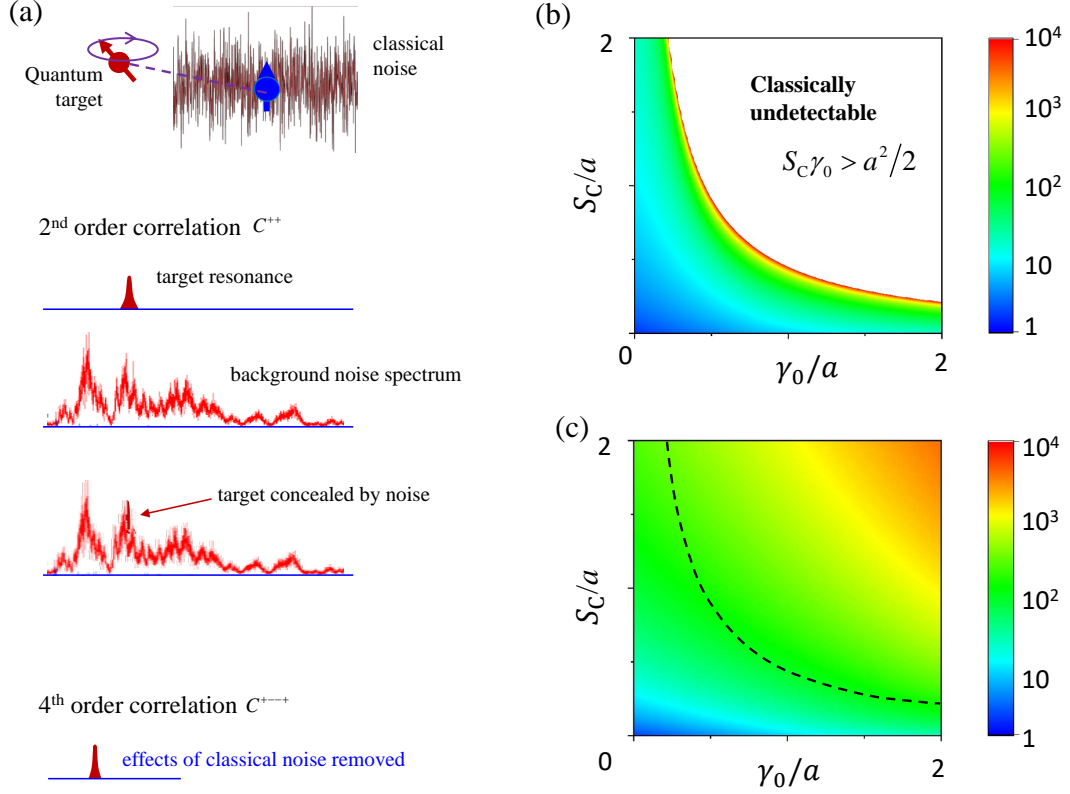 (a)
Quantum
target
classical
noise
2nd order correlation C++
target resonance
background noise spectrum
target concealed by noise
4th order correlation C+−−+
effects of classical noise removed
(b)
2
SC/a
0
γ0/a
2
Classically
undetectable
SCγ0 > a2/2
104
103
102
10
1
(c)
2
SC/a
0
γ0/a
2
104
103
102
10
1